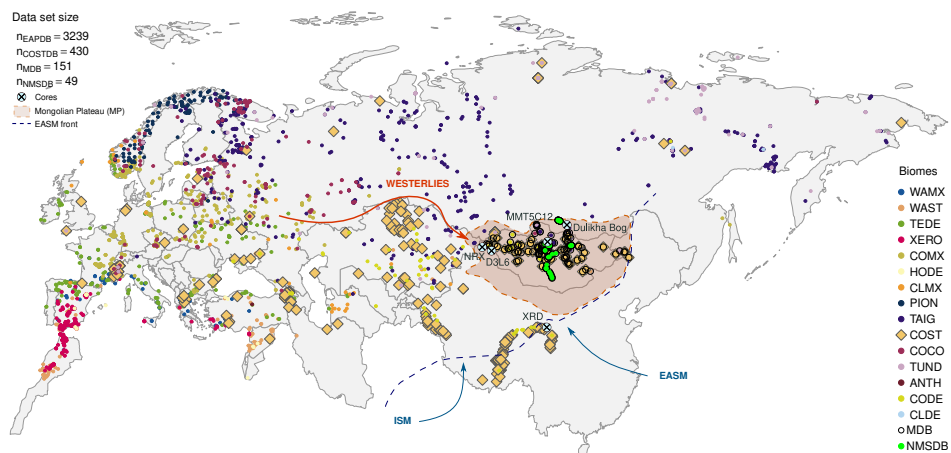 Data set size
nEAPDB = 3239
nCOSTDB = 430
nMDB = 151
nNMSDB = 49
Cores
Mongolian Plateau (MP)
EASM front
WESTERLIES
MMT5C12
Dulikha Bog
NRX
D3L6
XRD
EASM
ISM
Biomes
WAMX
WAST
TEDE
XERO
COMX
HODE
CLMX
PION
TAIG
COST
COCO
TUND
ANTH
CODE
CLDE
MDB
NMSDB